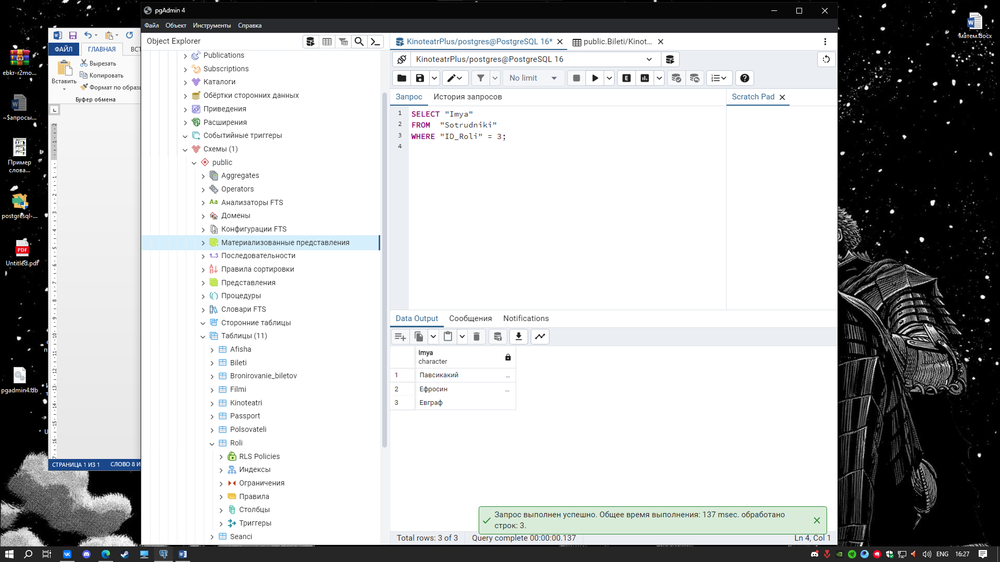 pgAdmin 4
Файл Объект Инструменты Справка
ФАЙЛ ГЛАВНАЯ ВСТ
Вырезать
Копировать
Формат по образц
Вставить
Буфер обмена
СТРАНИЦА 1 ИЗ 1 СЛОВО 8 И
ebkr-r2mo...
~$апросы...
Пример
слова...
postgresql-...
Untitled.pdf
pgadmin4.db
матем.docx
Object Explorer
Publications
Subscriptions
Каталоги
Обёртки сторонних данных
Приведения
Расширения
Событийные триггеры
Схемы (1)
public
Aggregates
Operators
Aa Анализаторы FTS
Домены
Конфигурации FTS
Материализованные представления
1..3 Последовательности
Правила сортировки
Представления
Процедуры
Словари FTS
Сторонние таблицы
Таблицы (11)
Afisha
Bileti
Bronirovanie_biletov
Filmi
Kinoteatri
Passport
Polsovateli
Roli
RLS Policies
Индексы
Ограничения
Правила
Столбцы
Триггеры
Seanci
KinoteatrPlus/postgres@PostgreSQL 16* public.Bileti/Kinot...
KinoteatrPlus/postgres@PostgreSQL 16
No limit
Запрос История запросов Scratch Pad
1 SELECT "Imya"
2 FROM "Sotrudniki"
3 WHERE "ID_Roli" = 3;
4
Data Output Сообщения Notifications
Imya
character
1 Павсикакий ...
2 Ефросин ...
3 Евграф
Запрос выполнен успешно. Общее время выполнения: 137 msec. обработано
строк: 3.
Total rows: 3 of 3 Query complete 00:00:00.137 Ln 4, Col 1
ENG 16:27